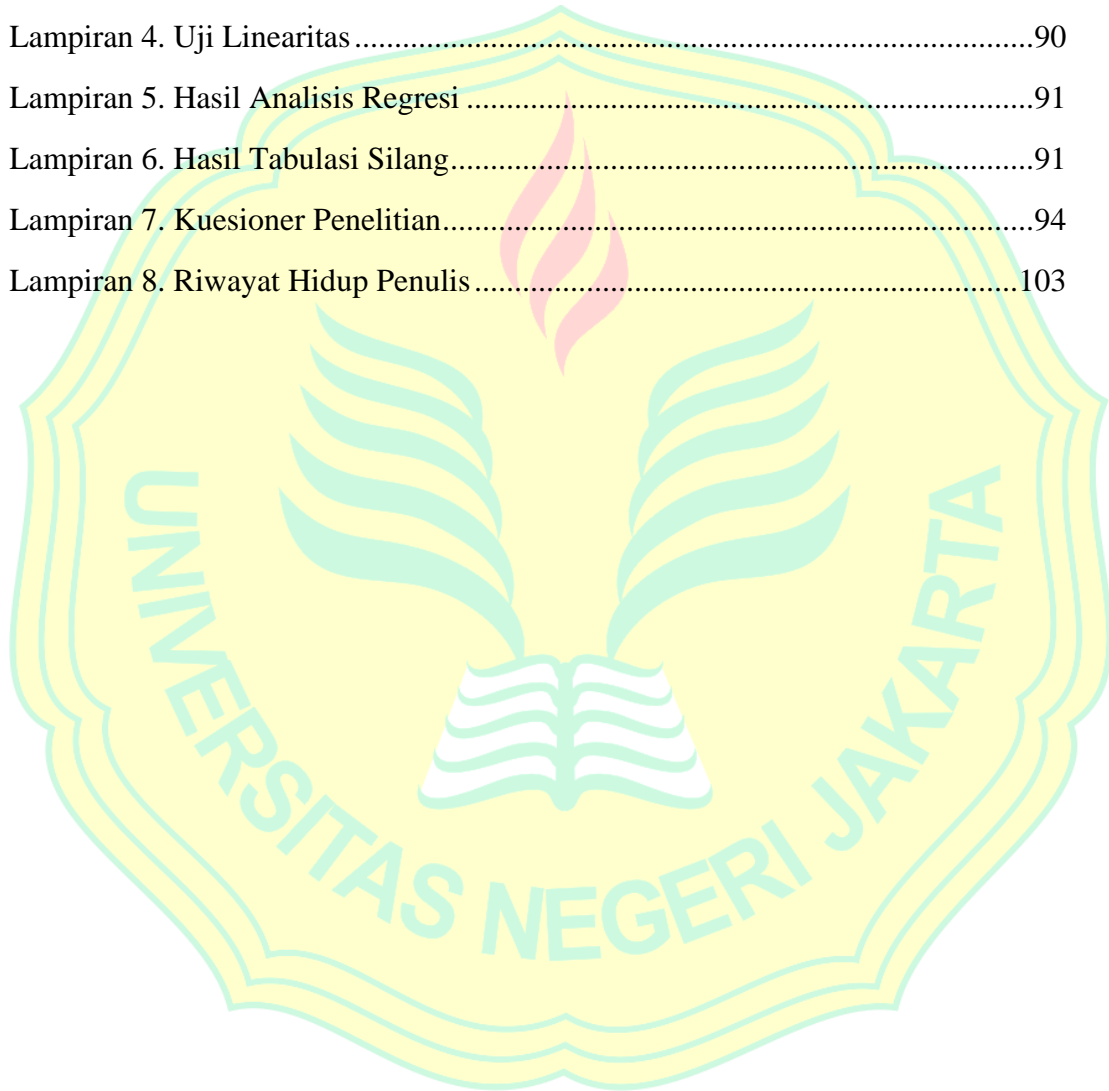 Lampiran 4. Uji Linearitas.......................................................................................90
Lampiran 5. Hasil Analisis Regresi ........................................................................91
Lampiran 6. Hasil Tabulasi Silang..........................................................................91
Lampiran 7. Kuesioner Penelitian...........................................................................94
Lampiran 8. Riwayat Hidup Penulis .....................................................................103
UNIVERSITAS NEGERI JAKARTA